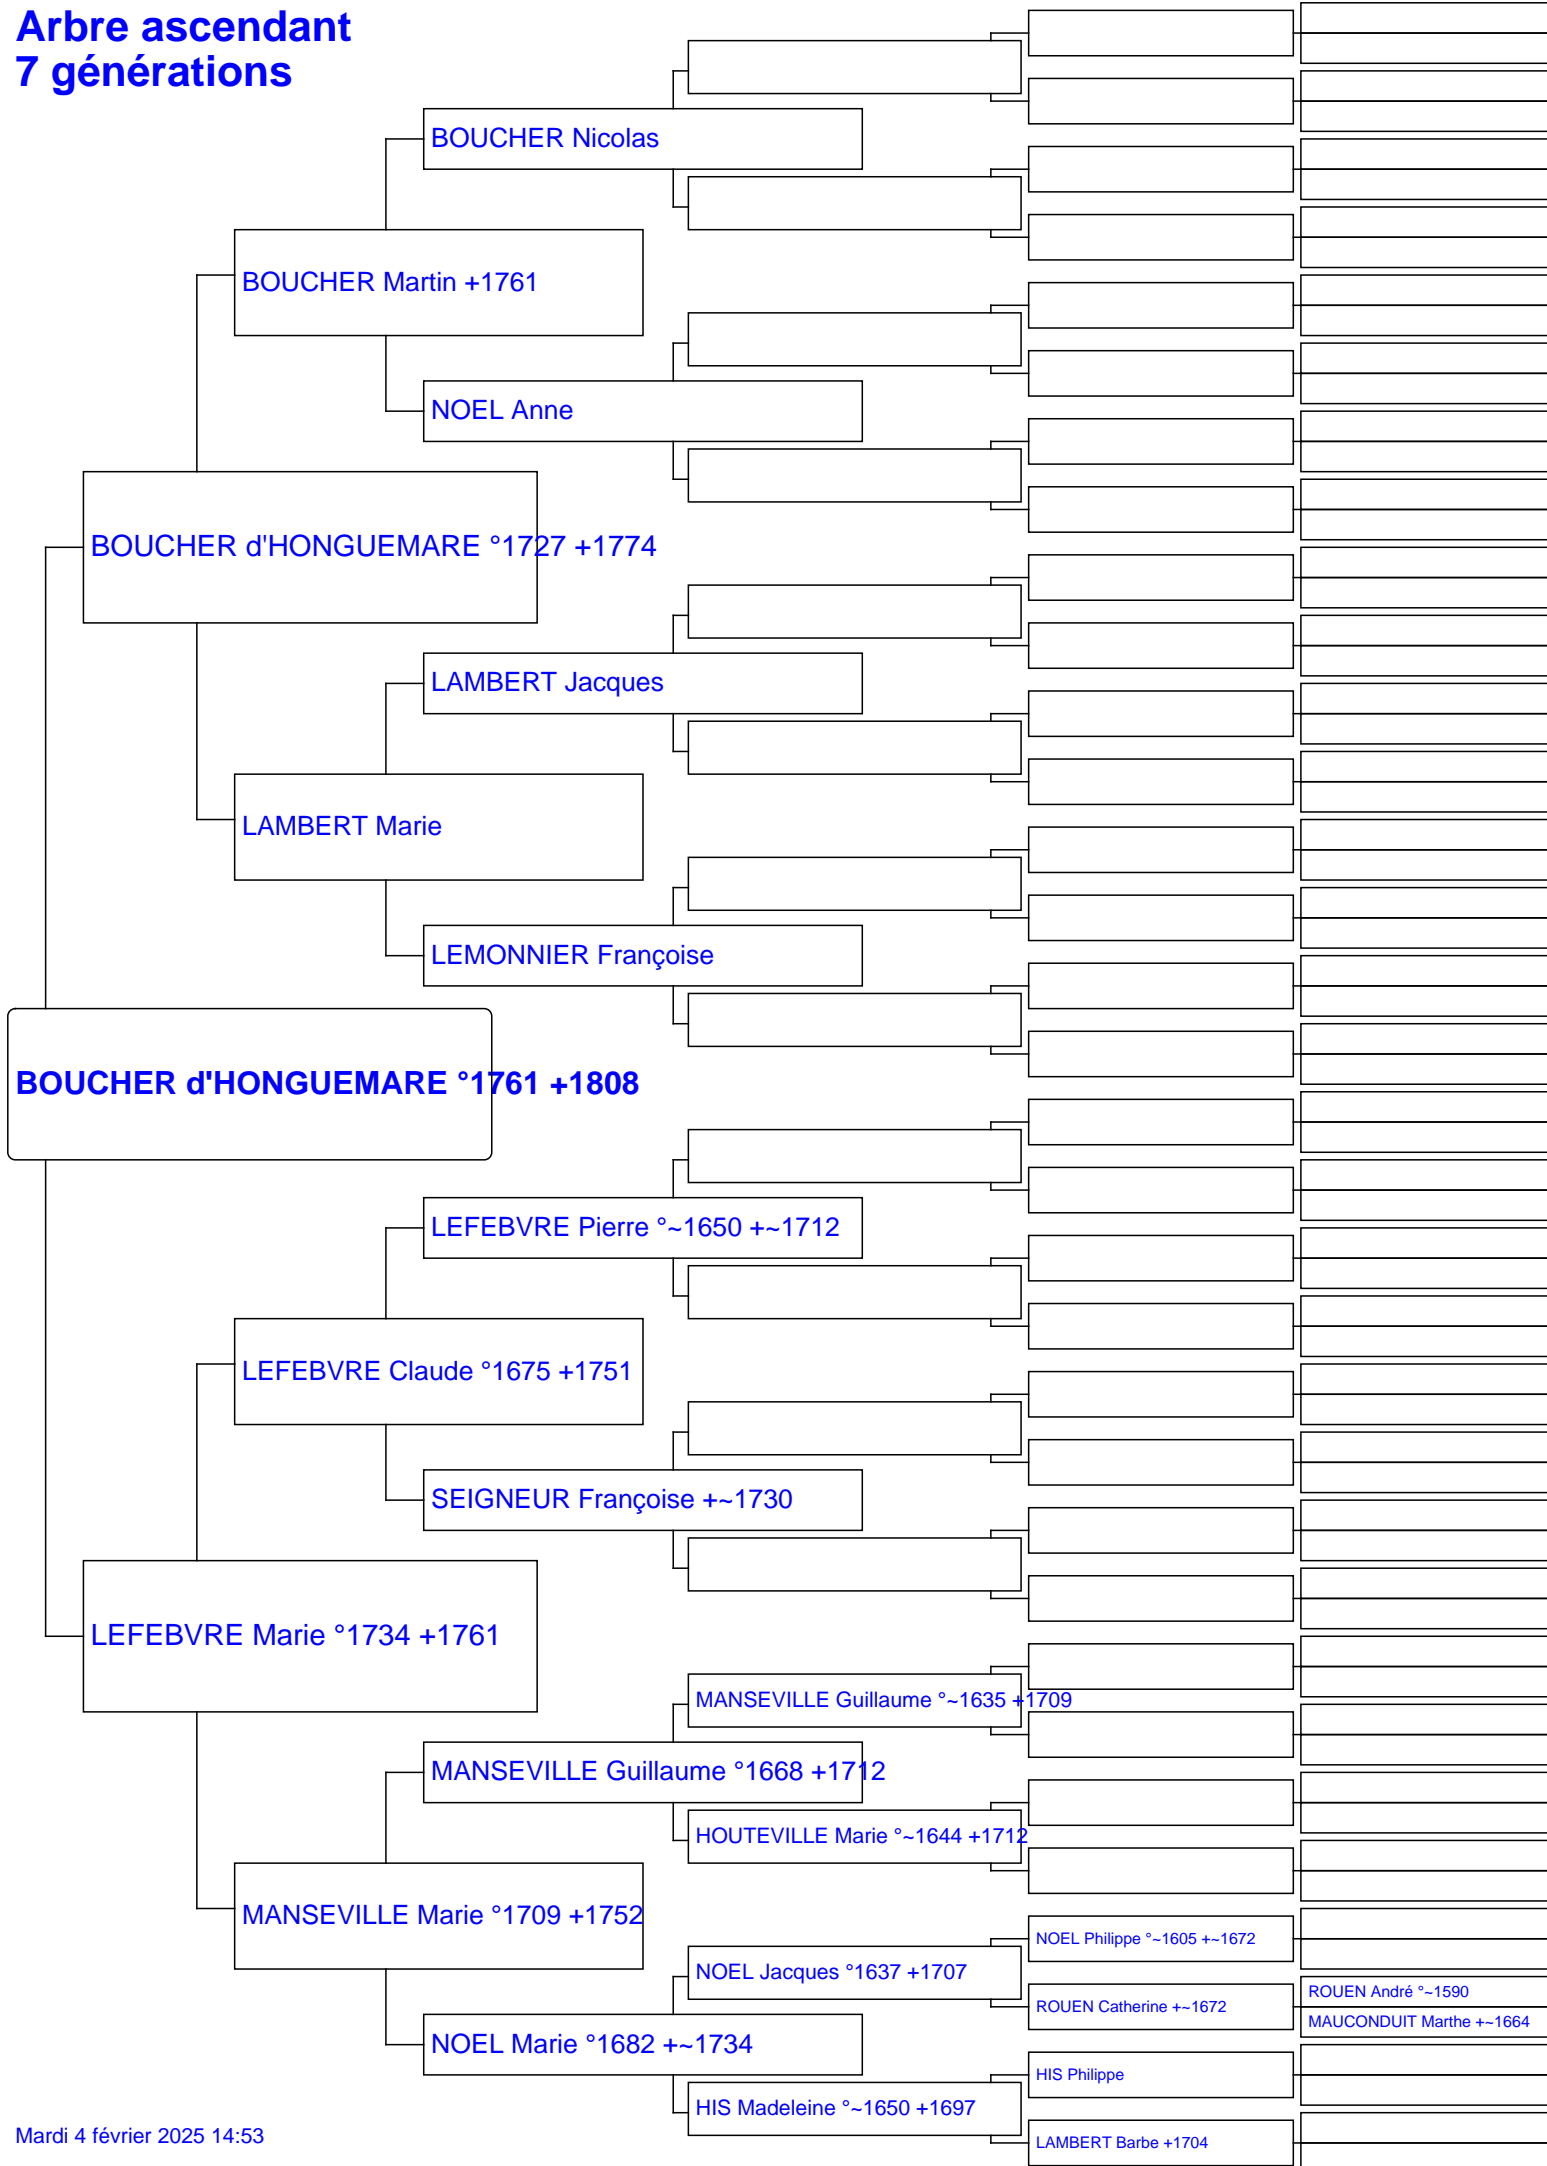 Arbre ascendant
7 générations
BOUCHER Nicolas
BOUCHER Martin +1761
NOEL Anne
BOUCHER d'HONGUEMARE °1727 +1774
LAMBERT Jacques
LAMBERT Marie
LEMONNIER Françoise
BOUCHER d'HONGUEMARE °1761 +1808
LEFEBVRE Pierre °~1650 +~1712
LEFEBVRE Claude °1675 +1751
SEIGNEUR Françoise +~1730
LEFEBVRE Marie °1734 +1761
MANSEVILLE Guillaume °~1635 +1709
MANSEVILLE Guillaume °1668 +1712
HOUTEVILLE Marie °~1644 +1712
MANSEVILLE Marie °1709 +1752
NOEL Philippe °~1605 +~1672
NOEL Jacques °1637 +1707
ROUEN André °~1590
ROUEN Catherine +~1672
MAUCONDUIT Marthe +~1664
NOEL Marie °1682 +~1734
HIS Philippe
HIS Madeleine °~1650 +1697
LAMBERT Barbe +1704
Mardi 4 février 2025 14:53